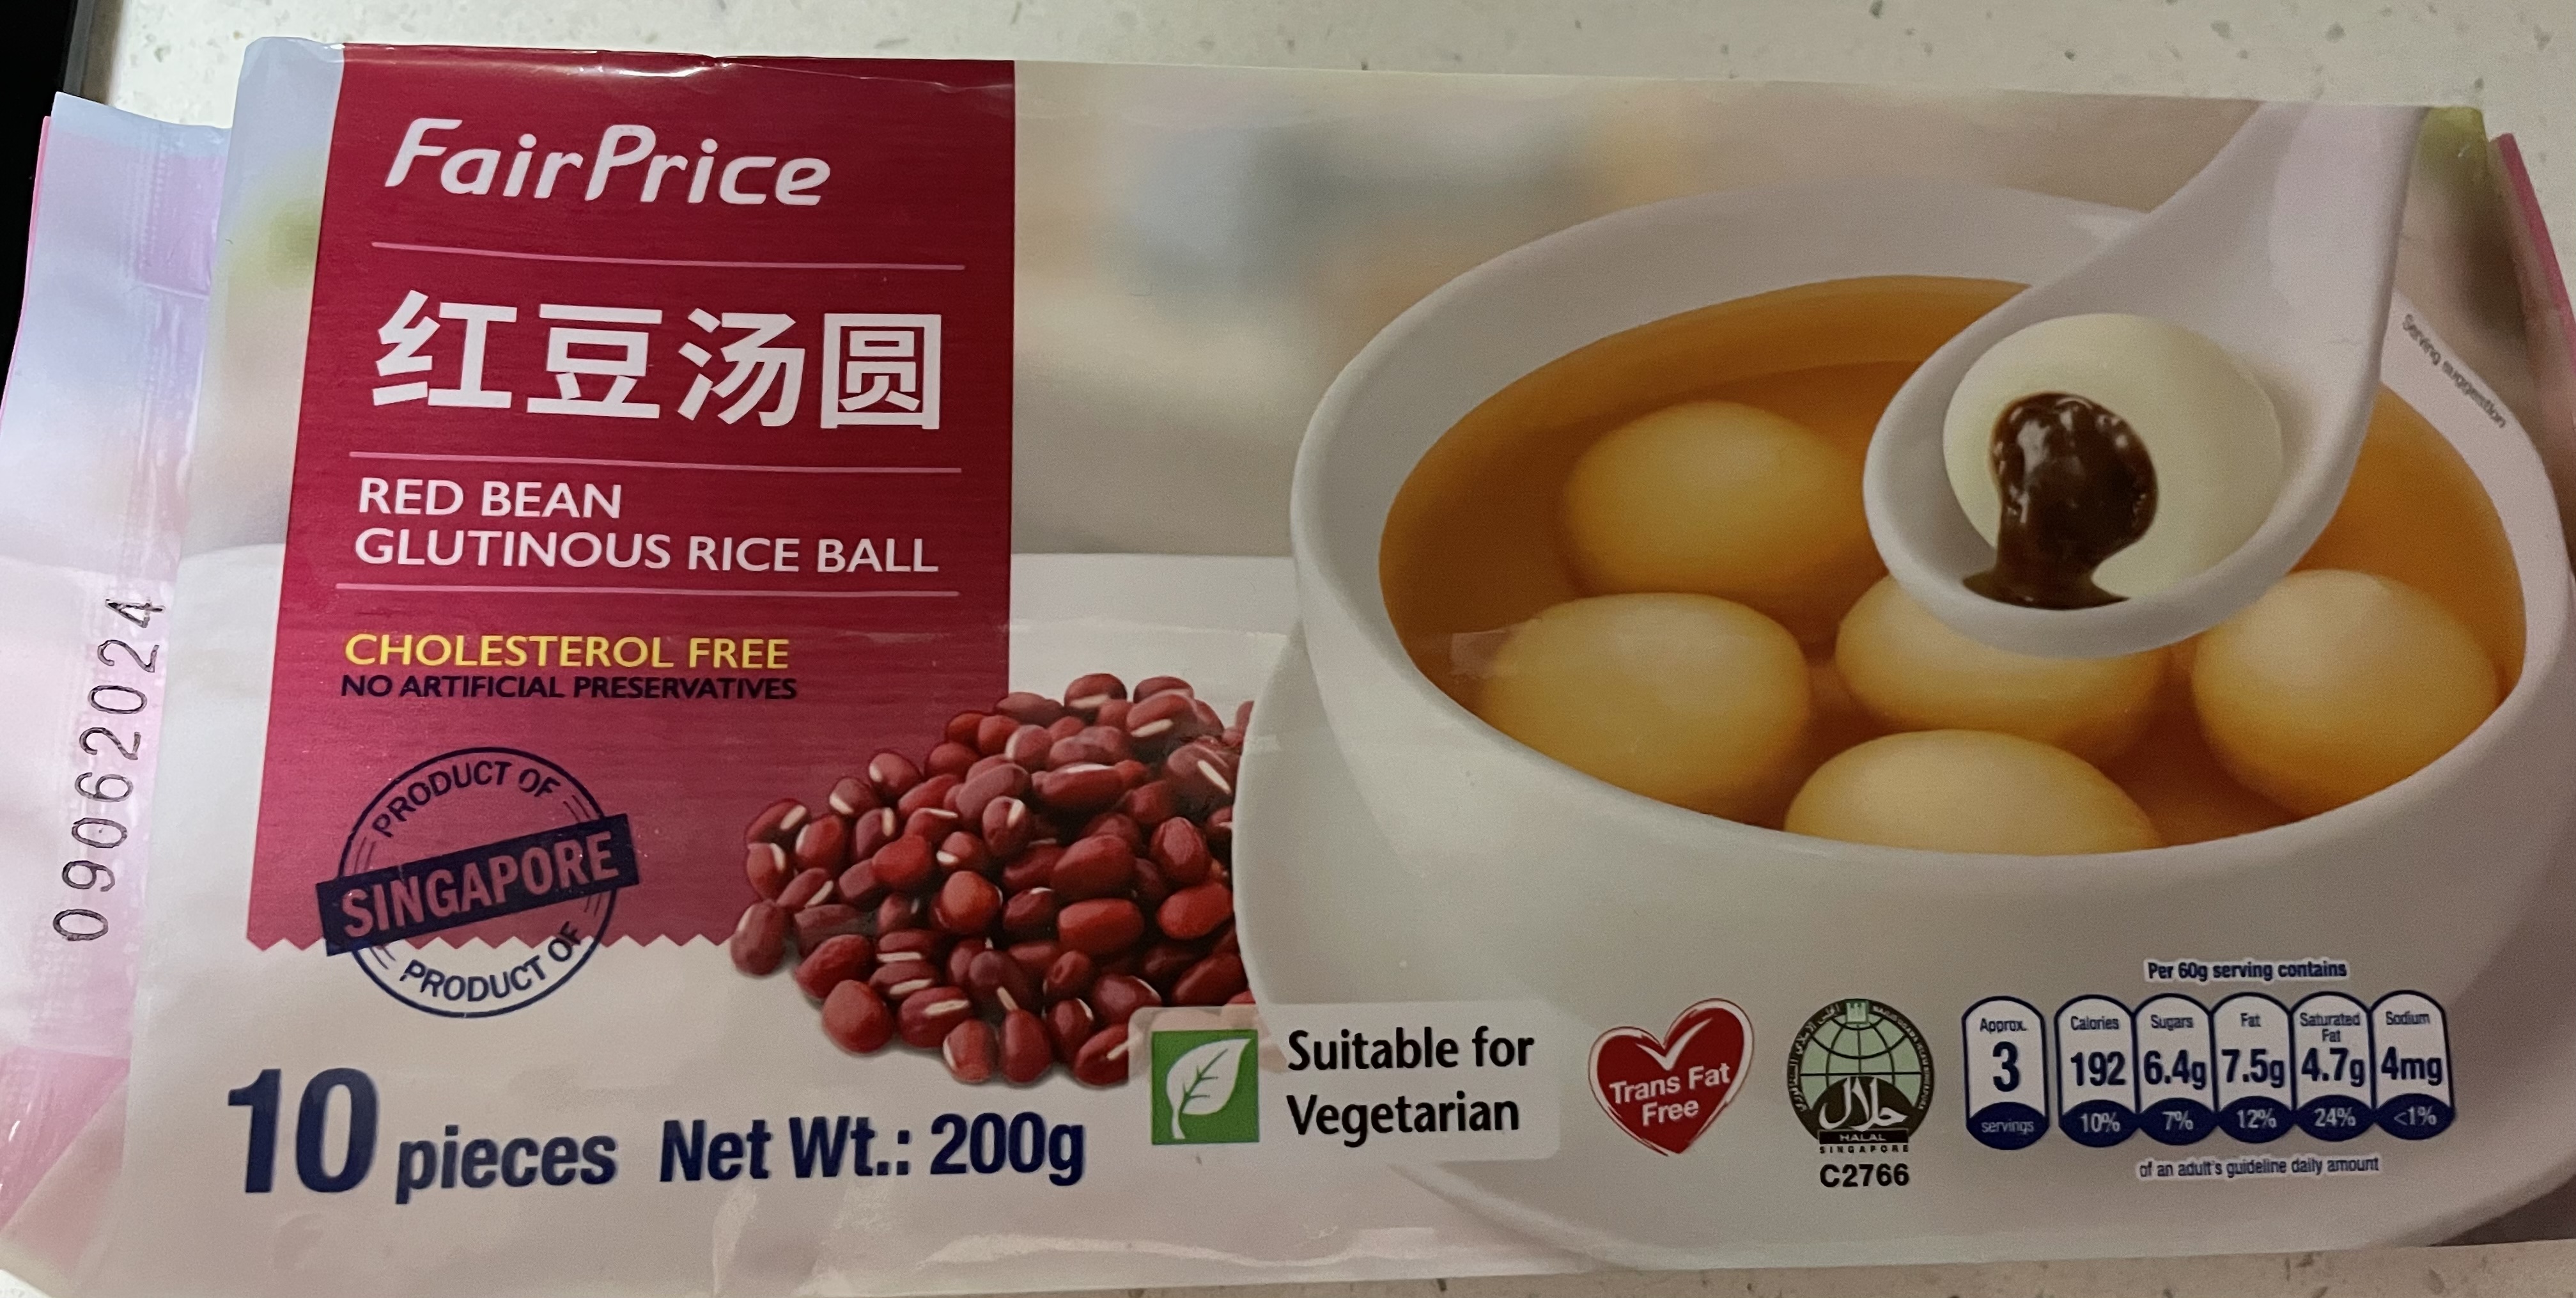 FairPrice
红豆汤圆
RED BEAN
GLUTINOUS RICE BALL
CHOLESTEROL FREE
NO ARTIFICIAL PRESERVATIVES
PRODUCT OF
SINGAPORE
PRODUCT OF
09062024
10 pieces Net Wt.: 200g
Suitable for
Vegetarian
Trans Fat
Free
حلال
HALAL
SINGAPORE
C2766
Serving suggestion
Per 60g serving contains
Approx. 3 servings
Calories 192 10%
Sugars 6.4g 7%
Fat 7.5g 12%
Saturated Fat 4.7g 24%
Sodium 4mg <1%
of an adult's guideline daily amount